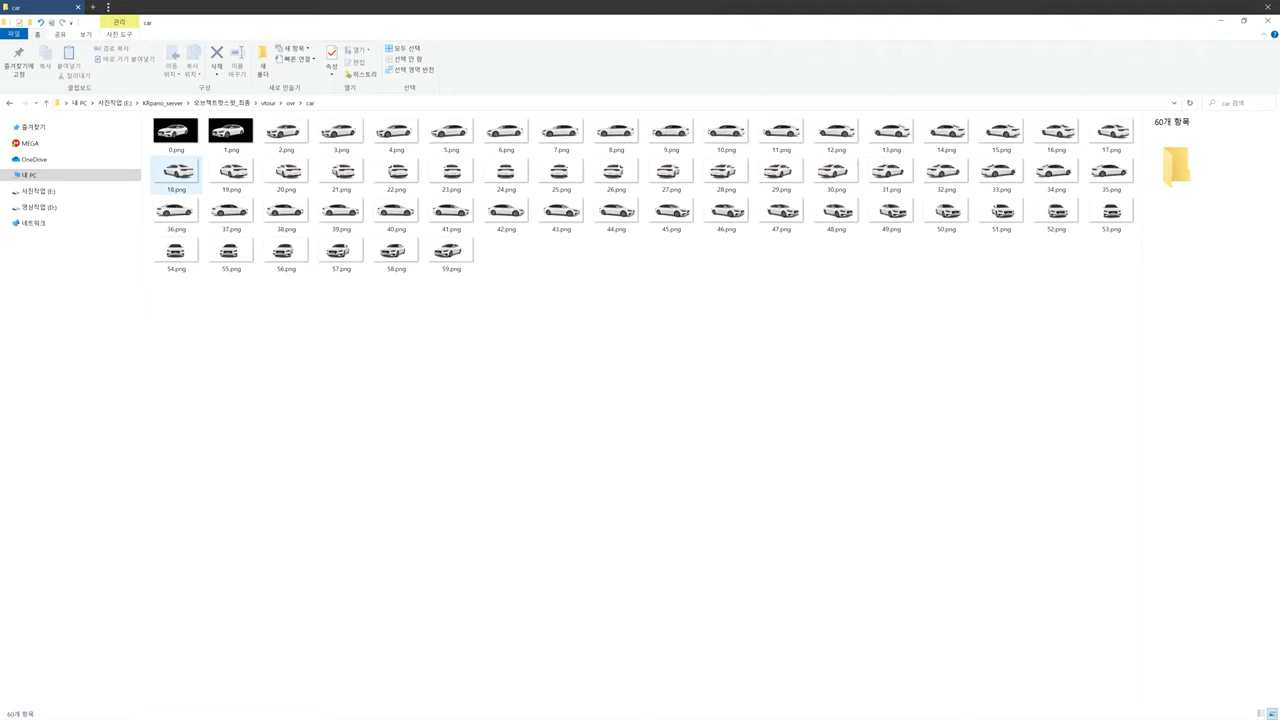 car
관리
car
파일
홈
공유
보기
사진 도구
즐겨찾기에 고정
복사
붙여넣기
경로 복사
바로 가기 붙여넣기
잘라내기
클립보드
이동 위치
복사 위치
삭제
이름 바꾸기
구성
새 폴더
새 항목
빠른 연결
새로 만들기
속성
열기
편집
히스토리
열기
모두 선택
선택 안 함
선택 영역 반전
선택
내 PC > 사진작업 (E:) > KRpano_server > 오브젝트핫스팟_최종 > vtour > ovr > car
car 검색
즐겨찾기
MEGA
OneDrive
내 PC
사진작업 (E:)
영상작업 (D:)
네트워크
0.png 1.png 2.png 3.png 4.png 5.png 6.png 7.png 8.png 9.png 10.png 11.png 12.png 13.png 14.png 15.png 16.png 17.png
18.png 19.png 20.png 21.png 22.png 23.png 24.png 25.png 26.png 27.png 28.png 29.png 30.png 31.png 32.png 33.png 34.png 35.png
36.png 37.png 38.png 39.png 40.png 41.png 42.png 43.png 44.png 45.png 46.png 47.png 48.png 49.png 50.png 51.png 52.png 53.png
54.png 55.png 56.png 57.png 58.png 59.png
60개 항목
60개 항목